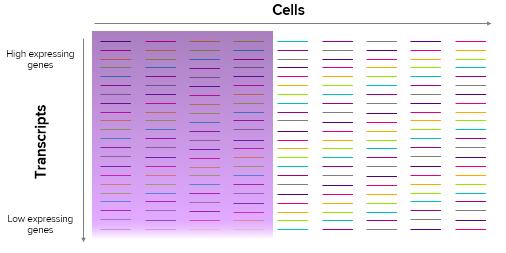 Cells
High expressing
genes
Transcripts
Low expressing
genes